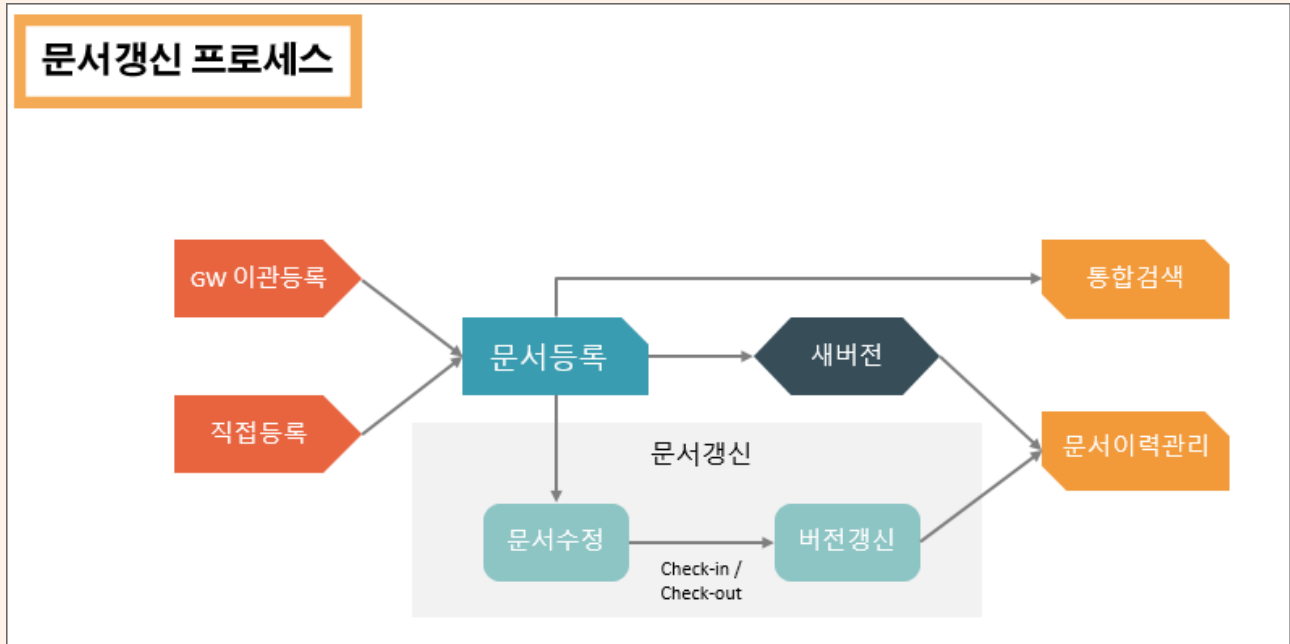 문서갱신 프로세스
GW 이관등록
통합검색
문서등록
새버전
직접등록
문서이력관리
문서갱신
문서수정
버전갱신
Check-in /
Check-out